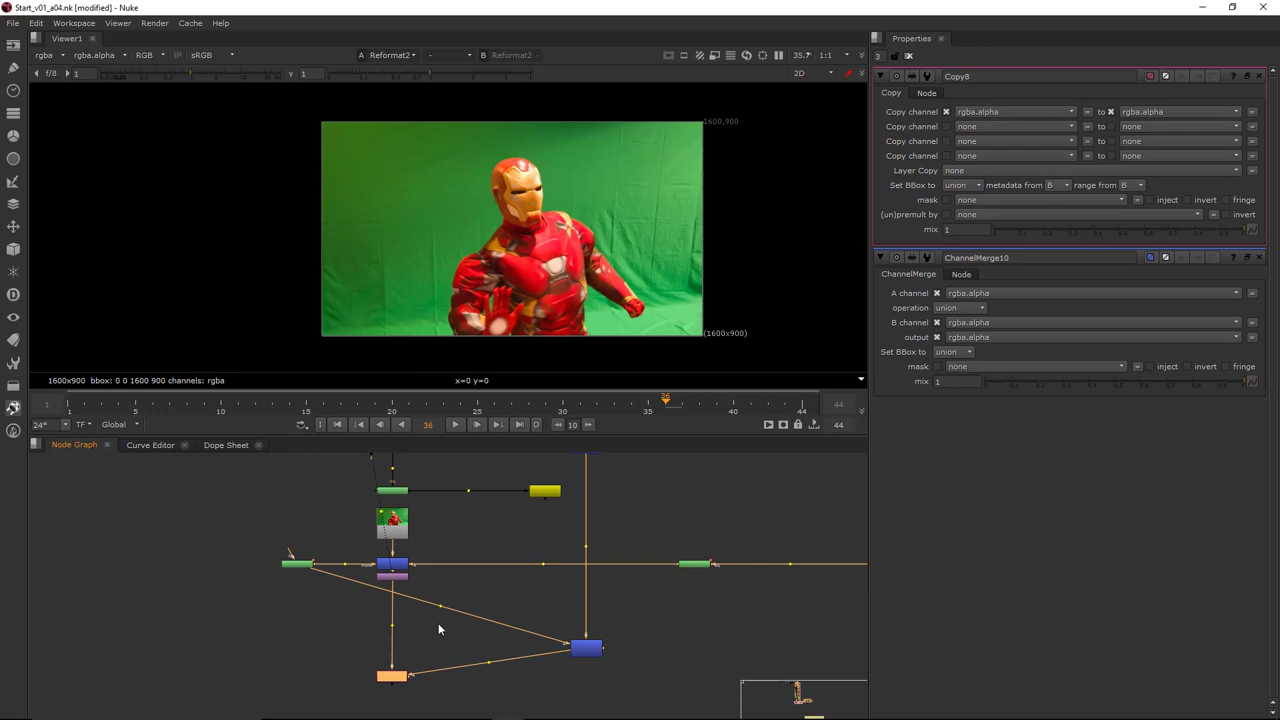 Start_v01_a04.nk [modified] - Nuke
File Edit Workspace Viewer Render Cache Help
Viewer1
rgba rgba.alpha RGB IP sRGB A Reformat2 - B Reformat2 35.7 1:1
f/8 1 Y 1 2D
1600,900
(1600x900)
1600x900 bbox: 0 0 1600 900 channels: rgba x=0 y=0
1 1 5 10 15 20 25 30 35 36 40 44 44
24* TF Global 36 10 44
Node Graph Curve Editor Dope Sheet
Properties
3
Copy8
Copy Node
Copy channel rgba.alpha to rgba.alpha
Copy channel none to none
Copy channel none to none
Copy channel none to none
Layer Copy none
Set BBox to union metadata from B range from B
mask none inject invert fringe
(un)premult by none invert
mix 1
ChannelMerge10
ChannelMerge Node
A channel rgba.alpha
operation union
B channel rgba.alpha
output rgba.alpha
Set BBox to union
mask none inject invert fringe
mix 1